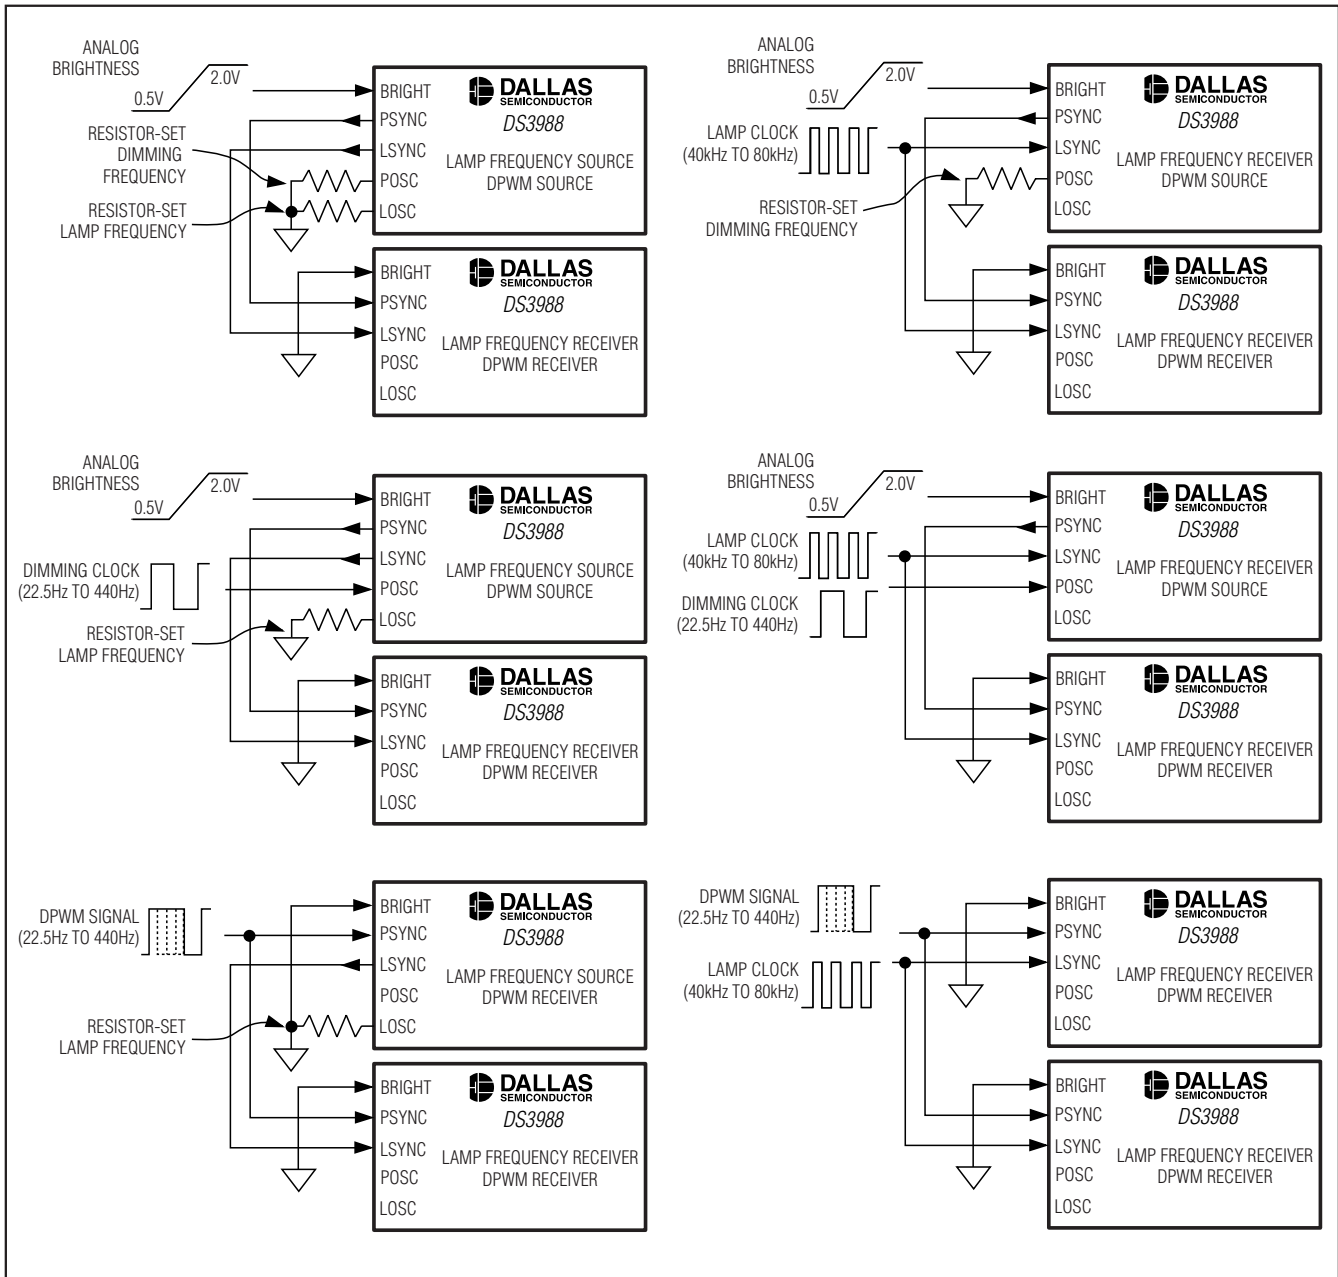 ANALOG
BRIGHTNESS
0.5V
2.0V
RESISTOR-SET
DIMMING
FREQUENCY
RESISTOR-SET
LAMP FREQUENCY
BRIGHT
PSYNC
LSYNC
POSC
LOSC
DALLAS
SEMICONDUCTOR
DS3988
LAMP FREQUENCY SOURCE
DPWM SOURCE
BRIGHT
PSYNC
LSYNC
POSC
LOSC
DALLAS
SEMICONDUCTOR
DS3988
LAMP FREQUENCY RECEIVER
DPWM RECEIVER
ANALOG
BRIGHTNESS
0.5V
2.0V
LAMP CLOCK
(40kHz TO 80kHz)
RESISTOR-SET
DIMMING FREQUENCY
BRIGHT
PSYNC
LSYNC
POSC
LOSC
DALLAS
SEMICONDUCTOR
DS3988
LAMP FREQUENCY RECEIVER
DPWM SOURCE
BRIGHT
PSYNC
LSYNC
POSC
LOSC
DALLAS
SEMICONDUCTOR
DS3988
LAMP FREQUENCY RECEIVER
DPWM RECEIVER
ANALOG
BRIGHTNESS
0.5V
2.0V
DIMMING CLOCK
(22.5Hz TO 440Hz)
RESISTOR-SET
LAMP FREQUENCY
BRIGHT
PSYNC
LSYNC
POSC
LOSC
DALLAS
SEMICONDUCTOR
DS3988
LAMP FREQUENCY SOURCE
DPWM SOURCE
BRIGHT
PSYNC
LSYNC
POSC
LOSC
DALLAS
SEMICONDUCTOR
DS3988
LAMP FREQUENCY RECEIVER
DPWM RECEIVER
ANALOG
BRIGHTNESS
0.5V
2.0V
LAMP CLOCK
(40kHz TO 80kHz)
DIMMING CLOCK
(22.5Hz TO 440Hz)
BRIGHT
PSYNC
LSYNC
POSC
LOSC
DALLAS
SEMICONDUCTOR
DS3988
LAMP FREQUENCY RECEIVER
DPWM SOURCE
BRIGHT
PSYNC
LSYNC
POSC
LOSC
DALLAS
SEMICONDUCTOR
DS3988
LAMP FREQUENCY RECEIVER
DPWM RECEIVER
DPWM SIGNAL
(22.5Hz TO 440Hz)
RESISTOR-SET
LAMP FREQUENCY
BRIGHT
PSYNC
LSYNC
POSC
LOSC
DALLAS
SEMICONDUCTOR
DS3988
LAMP FREQUENCY SOURCE
DPWM RECEIVER
BRIGHT
PSYNC
LSYNC
POSC
LOSC
DALLAS
SEMICONDUCTOR
DS3988
LAMP FREQUENCY RECEIVER
DPWM RECEIVER
DPWM SIGNAL
(22.5Hz TO 440Hz)
LAMP CLOCK
(40kHz TO 80kHz)
BRIGHT
PSYNC
LSYNC
POSC
LOSC
DALLAS
SEMICONDUCTOR
DS3988
LAMP FREQUENCY RECEIVER
DPWM RECEIVER
BRIGHT
PSYNC
LSYNC
POSC
LOSC
DALLAS
SEMICONDUCTOR
DS3988
LAMP FREQUENCY RECEIVER
DPWM RECEIVER